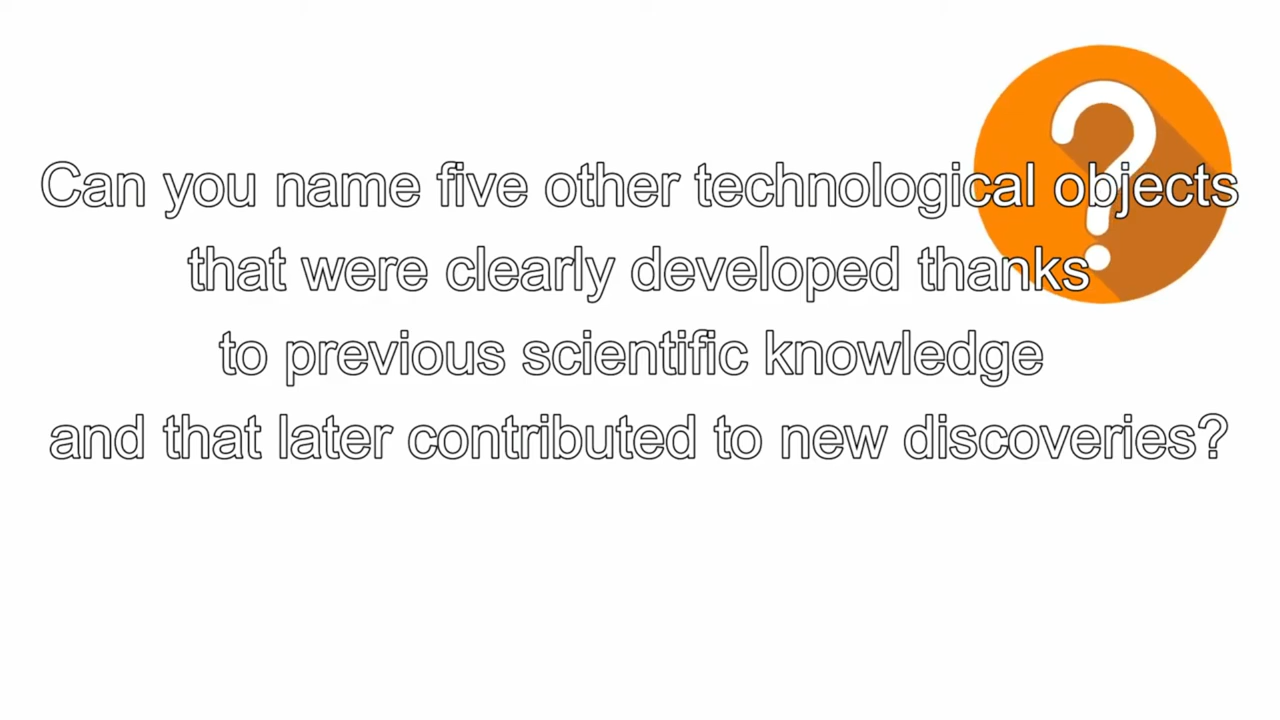 Can you name five other technological objects
that were clearly developed thanks
to previous scientific knowledge
and that later contributed to new discoveries?